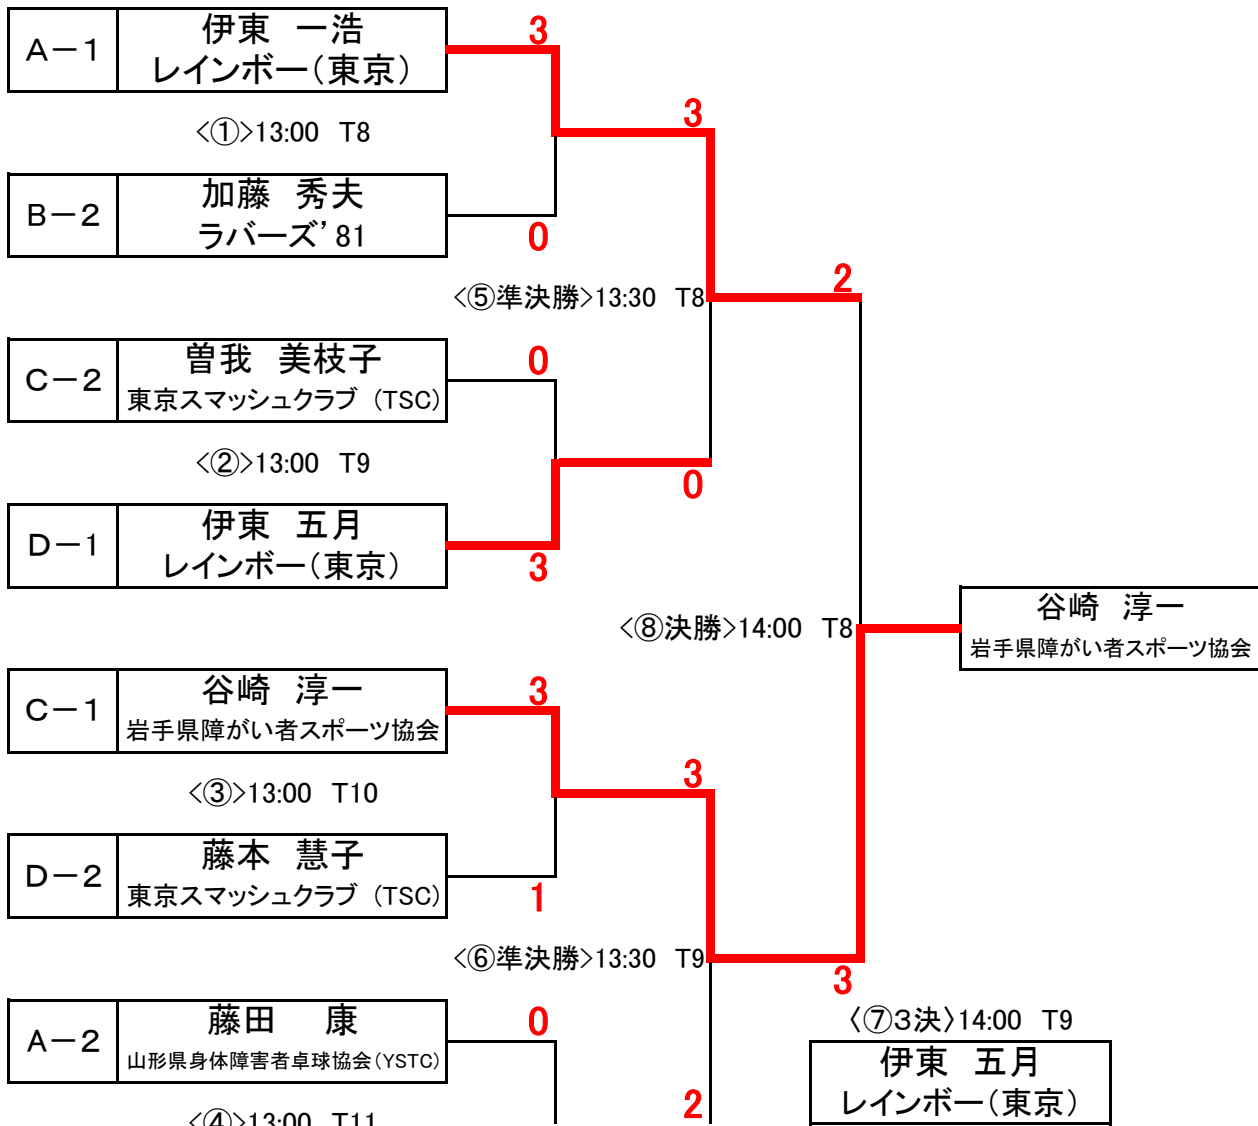 A－1
伊東　一浩
レインボー（東京）
3
<①>13:00　T8
3
B－2
加藤　秀夫
ラバーズ’81
0
<⑤準決勝>13:30　T8
2
C－2
曽我　美枝子
東京スマッシュクラブ (TSC)
0
<②>13:00　T9
0
D－1
伊東　五月
レインボー（東京）
3
<⑧決勝>14:00　T8
谷崎　淳一
岩手県障がい者スポーツ協会
C－1
谷崎　淳一
岩手県障がい者スポーツ協会
3
<③>13:00　T10
3
D－2
藤本　慧子
東京スマッシュクラブ (TSC)
1
<⑥準決勝>13:30　T9
3
A－2
藤田　　康
山形県身体障害者卓球協会（YSTC）
0
〈⑦３決〉14:00　T9
伊東　五月
レインボー（東京）
2
<④>13:00　T11